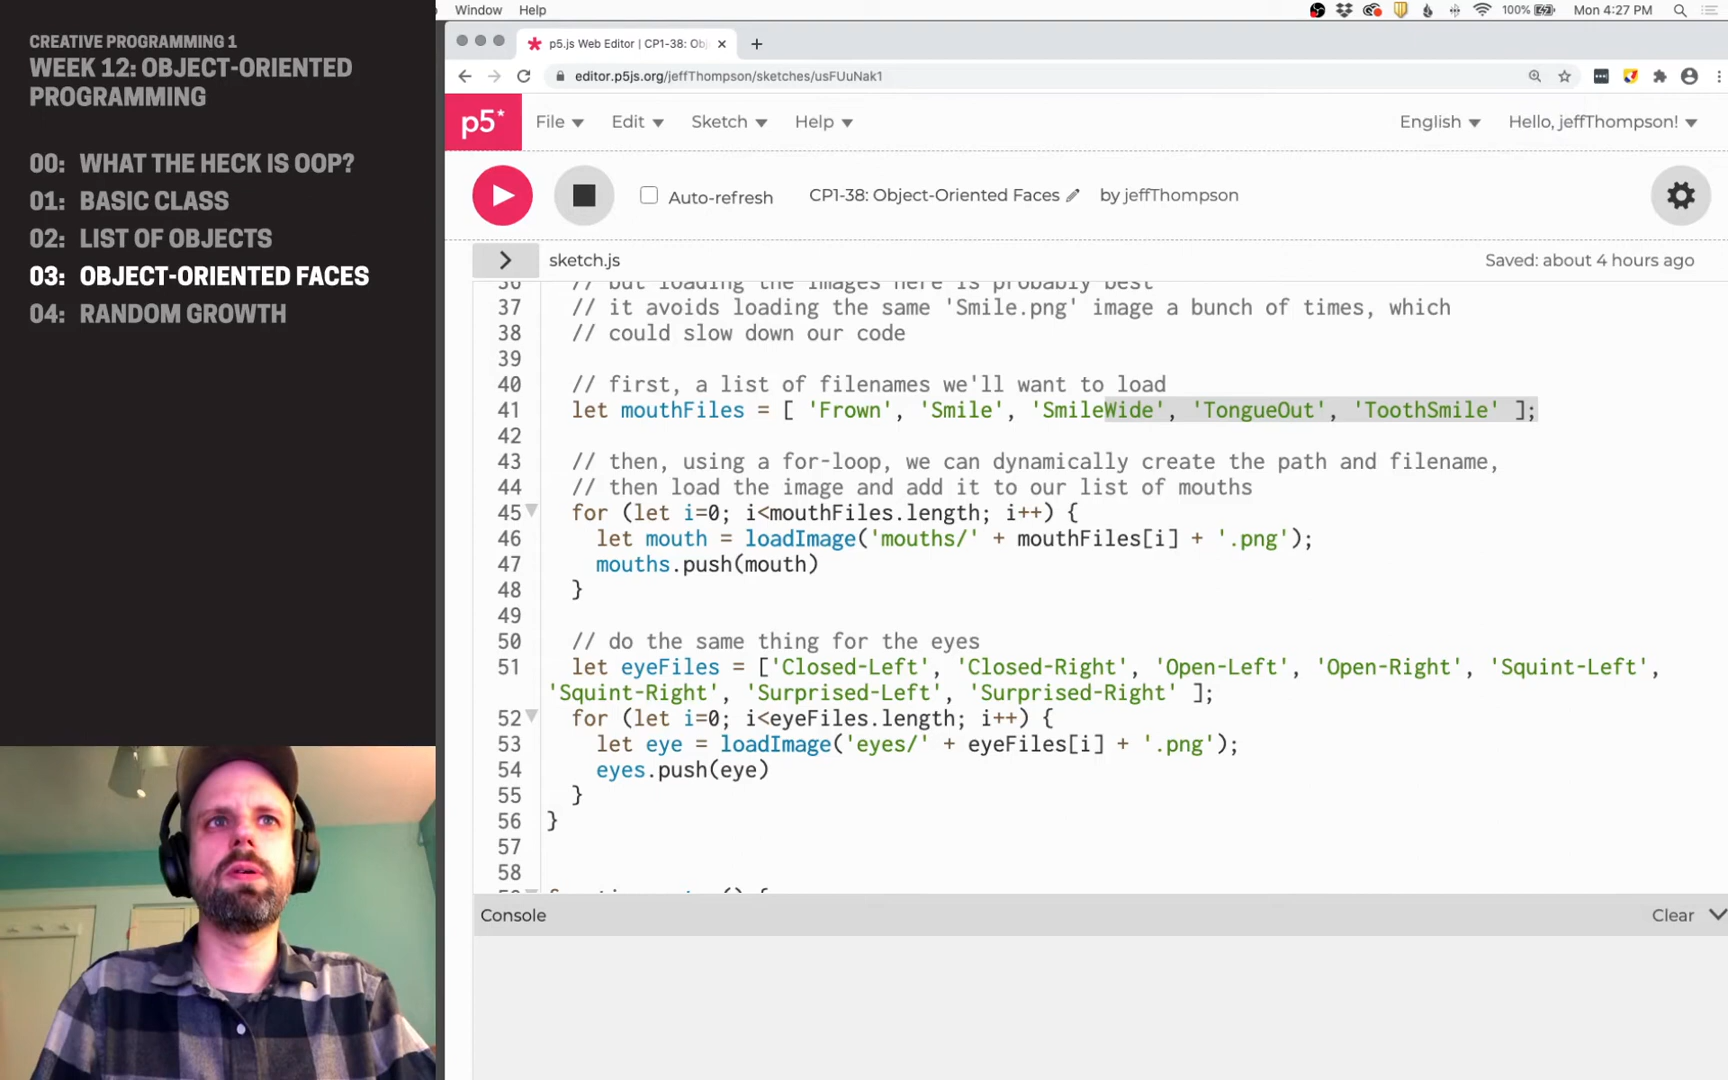 CREATIVE PROGRAMMING 1
WEEK 12: OBJECT-ORIENTED
PROGRAMMING
00: WHAT THE HECK IS OOP?
01: BASIC CLASS
02: LIST OF OBJECTS
03: OBJECT-ORIENTED FACES
04: RANDOM GROWTH
Window Help 100% Mon 4:27 PM
p5.js Web Editor | CP1-38: Obj
editor.p5js.org/jeffThompson/sketches/usFUuNak1
p5* File Edit Sketch Help English Hello, jeffThompson!
Auto-refresh CP1-38: Object-Oriented Faces by jeffThompson
sketch.js Saved: about 4 hours ago
36 // but loading the images here is probably best
37 // it avoids loading the same 'Smile.png' image a bunch of times, which
38 // could slow down our code
39
40 // first, a list of filenames we'll want to load
41 let mouthFiles = [ 'Frown', 'Smile', 'SmileWide', 'TongueOut', 'ToothSmile' ];
42
43 // then, using a for-loop, we can dynamically create the path and filename,
44 // then load the image and add it to our list of mouths
45 for (let i=0; i<mouthFiles.length; i++) {
46 let mouth = loadImage('mouths/' + mouthFiles[i] + '.png');
47 mouths.push(mouth)
48 }
49
50 // do the same thing for the eyes
51 let eyeFiles = ['Closed-Left', 'Closed-Right', 'Open-Left', 'Open-Right', 'Squint-Left',
'Squint-Right', 'Surprised-Left', 'Surprised-Right' ];
52 for (let i=0; i<eyeFiles.length; i++) {
53 let eye = loadImage('eyes/' + eyeFiles[i] + '.png');
54 eyes.push(eye)
55 }
56 }
57
58
Console Clear